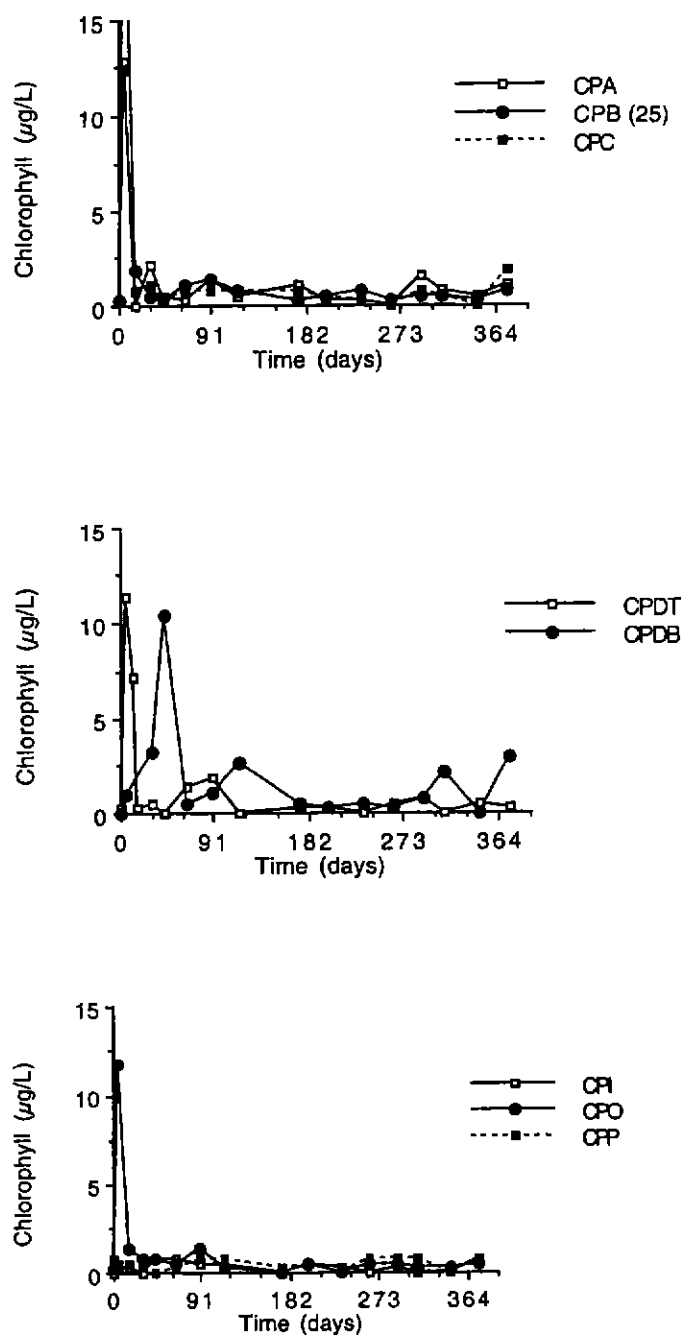 15
10
5
0
Chlorophyll (µg/L)
0 91 182 273 364
Time (days)
CPA
CPB (25)
CPC
15
10
5
0
Chlorophyll (µg/L)
0 91 182 273 364
Time (days)
CPDT
CPDB
15
10
5
0
Chlorophyll (µg/L)
0 91 182 273 364
Time (days)
CPI
CPO
CPP